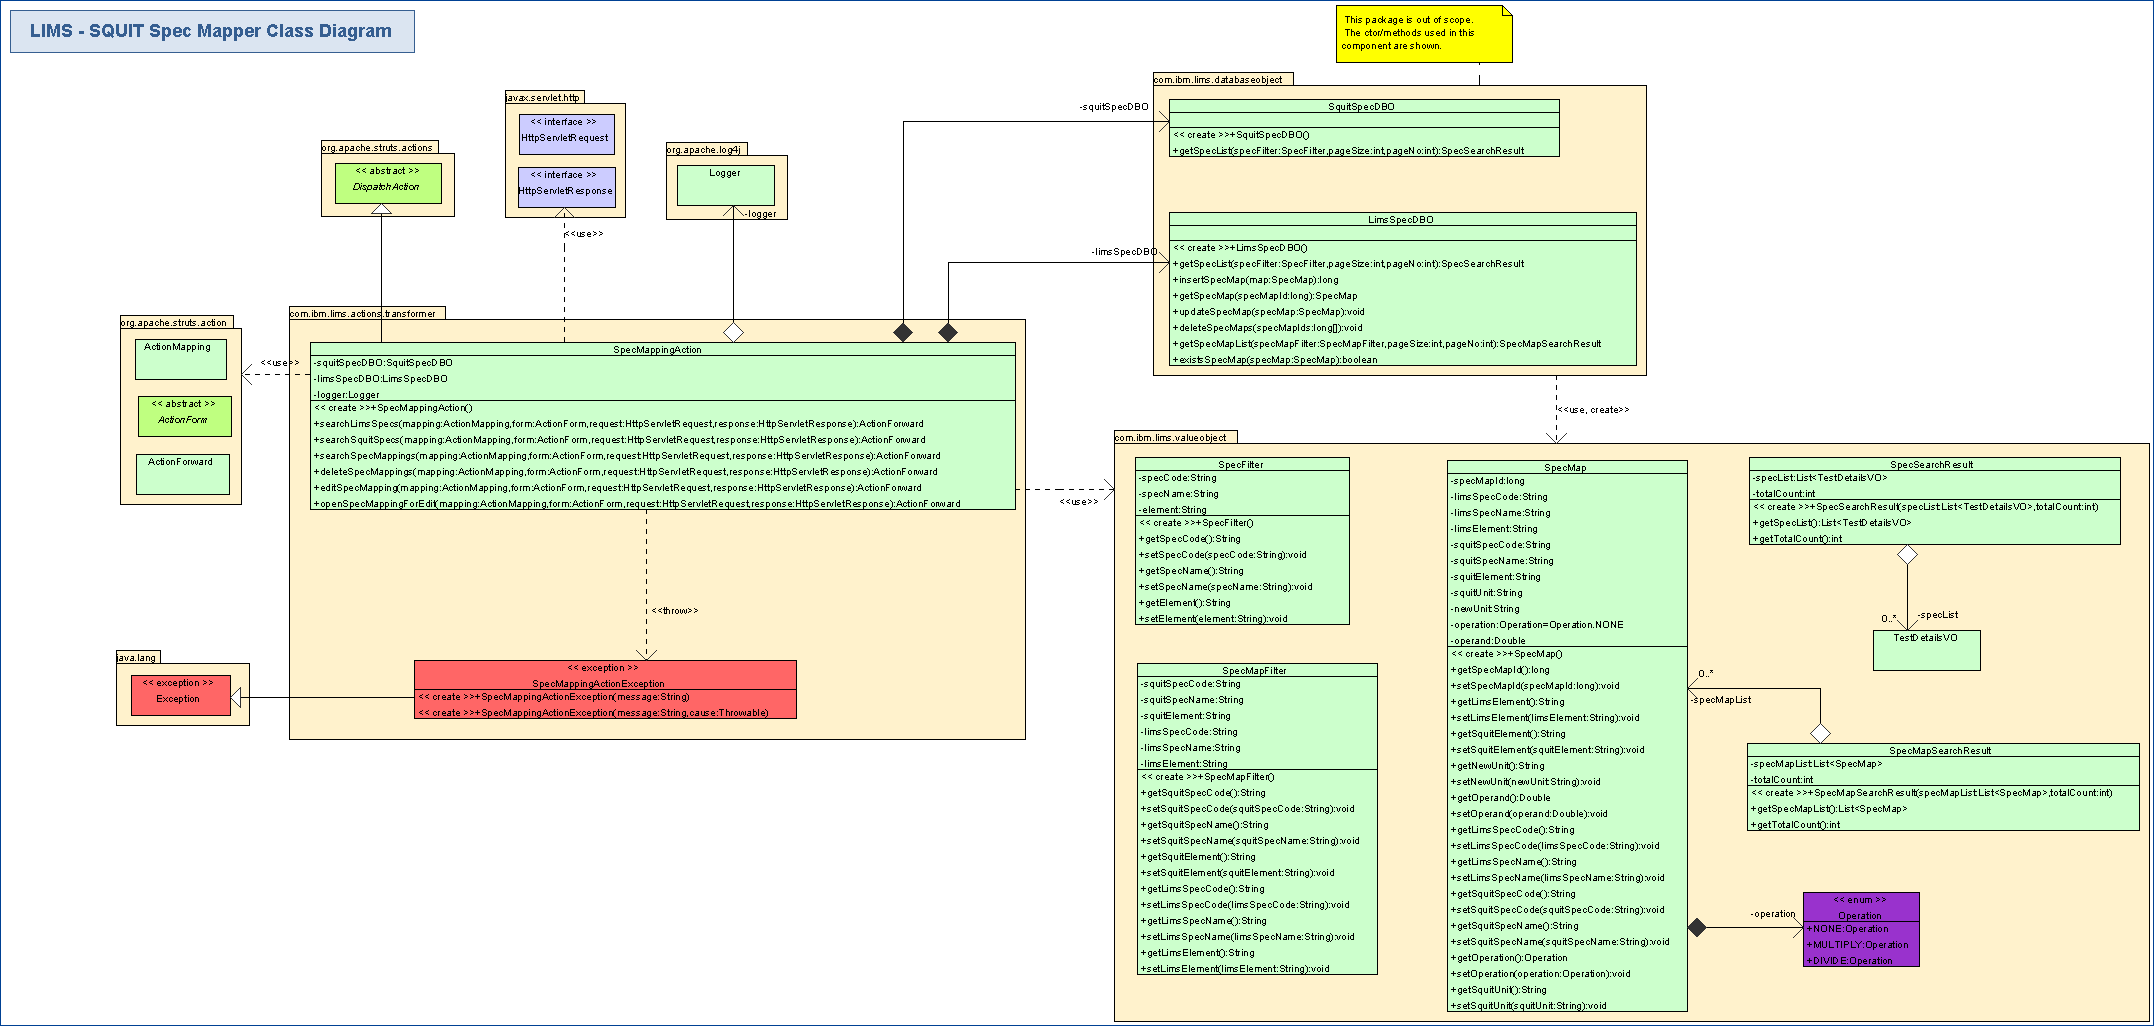 LIMS - SQUIT Spec Mapper Class Diagram
This package is out of scope.
The ctor/methods used in this
component are shown.
com.ibm.lims.databaseobject
-squitSpecDBO
SquitSpecDBO
<< create >>+SquitSpecDBO()
+getSpecList(specFilter:SpecFilter,pageSize:int,pageNo:int):SpecSearchResult
-limsSpecDBO
LimsSpecDBO
<< create >>+LimsSpecDBO()
+getSpecList(specFilter:SpecFilter,pageSize:int,pageNo:int):SpecSearchResult
+insertSpecMap(map:SpecMap):long
+getSpecMap(specMapId:long):SpecMap
+updateSpecMap(specMap:SpecMap):void
+deleteSpecMaps(specMapIds:long[]):void
+getSpecMapList(specMapFilter:SpecMapFilter,pageSize:int,pageNo:int):SpecMapSearchResult
+existsSpecMap(specMap:SpecMap):boolean
javax.servlet.http
<< interface >>
HttpServletRequest
<< interface >>
HttpServletResponse
<<use>>
org.apache.struts.actions
<< abstract >>
DispatchAction
org.apache.log4j
Logger
-logger
org.apache.struts.action
ActionMapping
<< abstract >>
ActionForm
ActionForward
<<use>>
com.ibm.lims.actions.transformer
SpecMappingAction
-squitSpecDBO:SquitSpecDBO
-limsSpecDBO:LimsSpecDBO
-logger:Logger
<< create >>+SpecMappingAction()
+searchLimsSpecs(mapping:ActionMapping,form:ActionForm,request:HttpServletRequest,response:HttpServletResponse):ActionForward
+searchSquitSpecs(mapping:ActionMapping,form:ActionForm,request:HttpServletRequest,response:HttpServletResponse):ActionForward
+searchSpecMappings(mapping:ActionMapping,form:ActionForm,request:HttpServletRequest,response:HttpServletResponse):ActionForward
+deleteSpecMappings(mapping:ActionMapping,form:ActionForm,request:HttpServletRequest,response:HttpServletResponse):ActionForward
+editSpecMapping(mapping:ActionMapping,form:ActionForm,request:HttpServletRequest,response:HttpServletResponse):ActionForward
+openSpecMappingForEdit(mapping:ActionMapping,form:ActionForm,request:HttpServletRequest,response:HttpServletResponse):ActionForward
<<throw>>
<< exception >>
SpecMappingActionException
<< create >>+SpecMappingActionException(message:String)
<< create >>+SpecMappingActionException(message:String,cause:Throwable)
java.lang
<< exception >>
Exception
<<use>>
<<use, create>>
com.ibm.lims.valueobject
SpecFilter
-specCode:String
-specName:String
-element:String
<< create >>+SpecFilter()
+getSpecCode():String
+setSpecCode(specCode:String):void
+getSpecName():String
+setSpecName(specName:String):void
+getElement():String
+setElement(element:String):void
SpecMapFilter
-squitSpecCode:String
-squitSpecName:String
-squitElement:String
-limsSpecCode:String
-limsSpecName:String
-limsElement:String
<< create >>+SpecMapFilter()
+getSquitSpecCode():String
+setSquitSpecCode(squitSpecCode:String):void
+getSquitSpecName():String
+setSquitSpecName(squitSpecName:String):void
+getSquitElement():String
+setSquitElement(squitElement:String):void
+getLimsSpecCode():String
+setLimsSpecCode(limsSpecCode:String):void
+getLimsSpecName():String
+setLimsSpecName(limsSpecName:String):void
+getLimsElement():String
+setLimsElement(limsElement:String):void
SpecMap
-specMapId:long
-limsSpecCode:String
-limsSpecName:String
-limsElement:String
-squitSpecCode:String
-squitSpecName:String
-squitElement:String
-squitUnit:String
-newUnit:String
-operation:Operation=Operation.NONE
-operand:Double
<< create >>+SpecMap()
+getSpecMapId():long
+setSpecMapId(specMapId:long):void
+getLimsElement():String
+setLimsElement(limsElement:String):void
+getSquitElement():String
+setSquitElement(squitElement:String):void
+getNewUnit():String
+setNewUnit(newUnit:String):void
+getOperand():Double
+setOperand(operand:Double):void
+getLimsSpecCode():String
+setLimsSpecCode(limsSpecCode:String):void
+getLimsSpecName():String
+setLimsSpecName(limsSpecName:String):void
+getSquitSpecCode():String
+setSquitSpecCode(squitSpecCode:String):void
+getSquitSpecName():String
+setSquitSpecName(squitSpecName:String):void
+getOperation():Operation
+setOperation(operation:Operation):void
+getSquitUnit():String
+setSquitUnit(squitUnit:String):void
SpecSearchResult
-specList:List<TestDetailsVO>
-totalCount:int
<< create >>+SpecSearchResult(specList:List<TestDetailsVO>,totalCount:int)
+getSpecList():List<TestDetailsVO>
+getTotalCount():int
0..*
-specList
TestDetailsVO
0..*
-specMapList
SpecMapSearchResult
-specMapList:List<SpecMap>
-totalCount:int
<< create >>+SpecMapSearchResult(specMapList:List<SpecMap>,totalCount:int)
+getSpecMapList():List<SpecMap>
+getTotalCount():int
-operation
<< enum >>
Operation
+NONE:Operation
+MULTIPLY:Operation
+DIVIDE:Operation